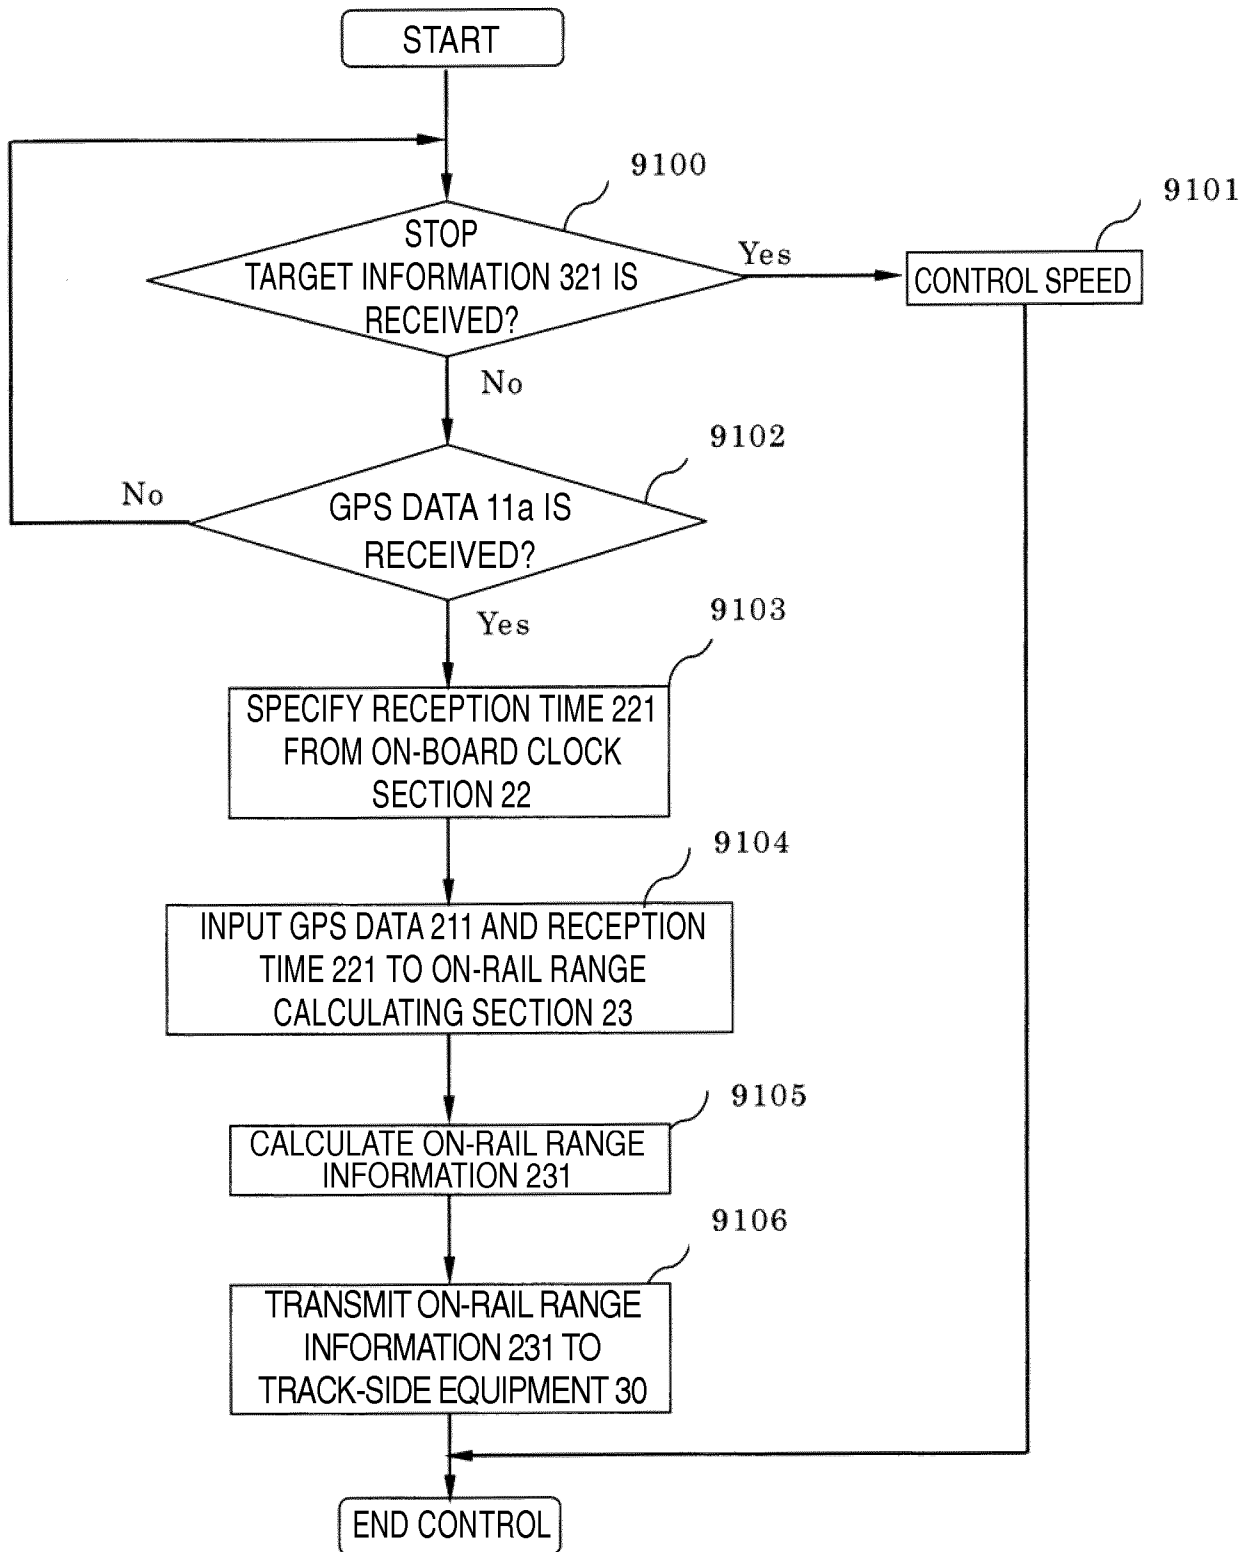 START
9100
9101
STOP
TARGET INFORMATION 321 IS
RECEIVED?
Yes
CONTROL SPEED
No
9102
No
GPS DATA 11a IS
RECEIVED?
Yes
9103
SPECIFY RECEPTION TIME 221
FROM ON-BOARD CLOCK
SECTION 22
9104
INPUT GPS DATA 211 AND RECEPTION
TIME 221 TO ON-RAIL RANGE
CALCULATING SECTION 23
9105
CALCULATE ON-RAIL RANGE
INFORMATION 231
9106
TRANSMIT ON-RAIL RANGE
INFORMATION 231 TO
TRACK-SIDE EQUIPMENT 30
END CONTROL